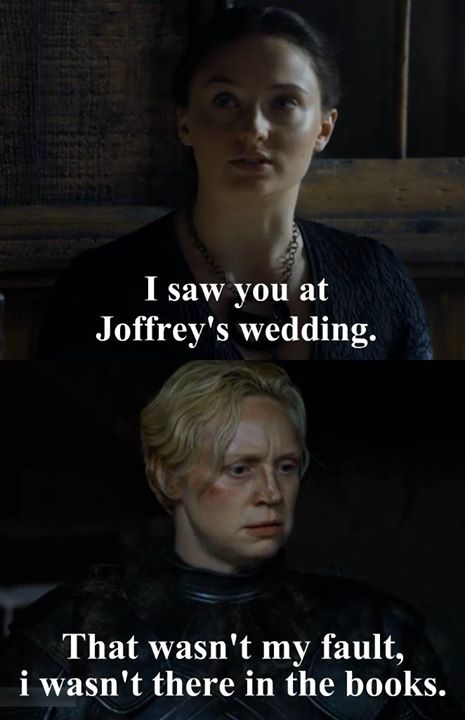 I saw you at
Joffrey's wedding.
That wasn't my fault,
i wasn't there in the books.